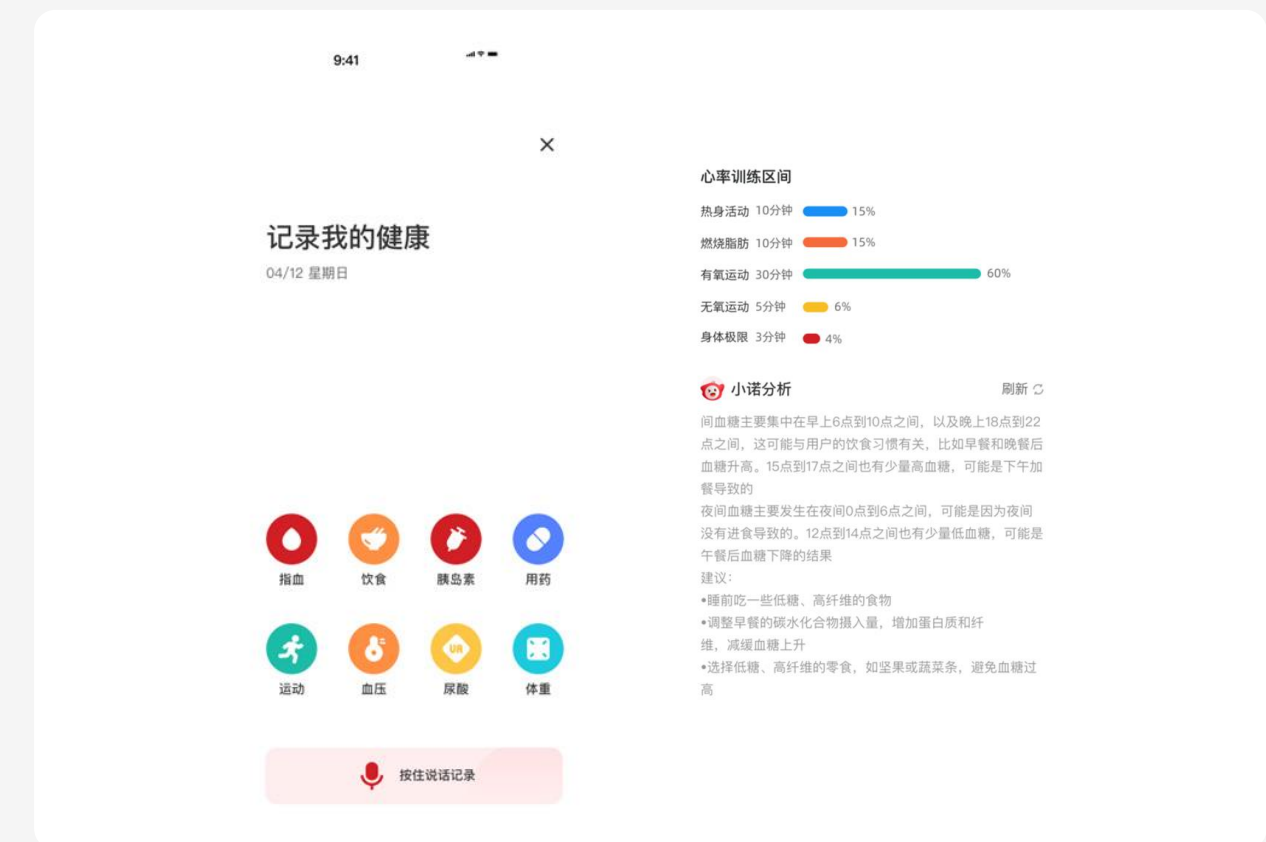 9:41
记录我的健康
04/12 星期日
指血
饮食
胰岛素
用药
运动
血压
UA
尿酸
体重
按住说话记录
心率训练区间
热身活动 10分钟 15%
燃烧脂肪 10分钟 15%
有氧运动 30分钟 60%
无氧运动 5分钟 6%
身体极限 3分钟 4%
小诺分析
刷新
间血糖主要集中在早上6点到10点之间，以及晚上18点到22
点之间，这可能与用户的饮食习惯有关，比如早餐和晚餐后
血糖升高。15点到17点之间也有少量高血糖，可能是下午加
餐导致的
夜间血糖主要发生在夜间0点到6点之间，可能是因为夜间
没有进食导致的。12点到14点之间也有少量低血糖，可能是
午餐后血糖下降的结果
建议：
•睡前吃一些低糖、高纤维的食物
•调整早餐的碳水化合物摄入量，增加蛋白质和纤
维，减缓血糖上升
•选择低糖、高纤维的零食，如坚果或蔬菜条，避免血糖过
高